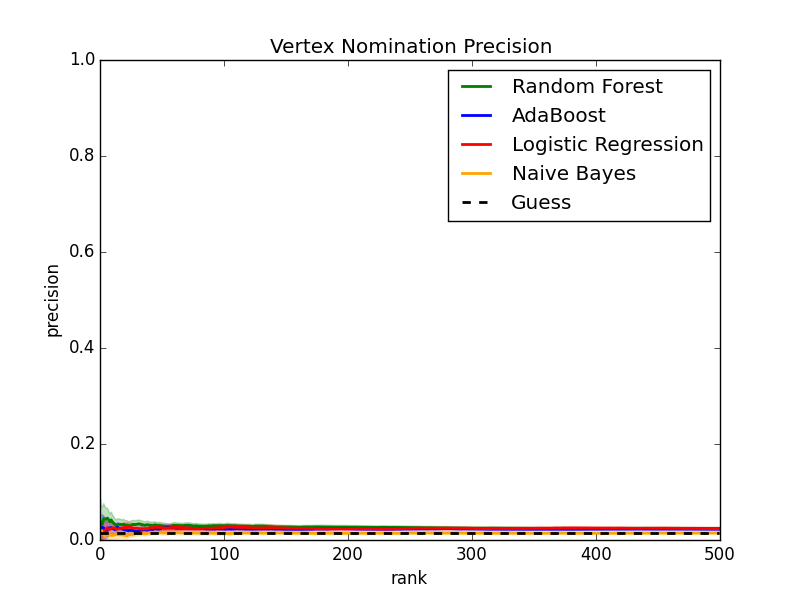 Vertex Nomination Precision
1.0
0.8
0.6
0.4
0.2
0.0
precision
Random Forest
AdaBoost
Logistic Regression
Naive Bayes
Guess
0 100 200 300 400 500
rank